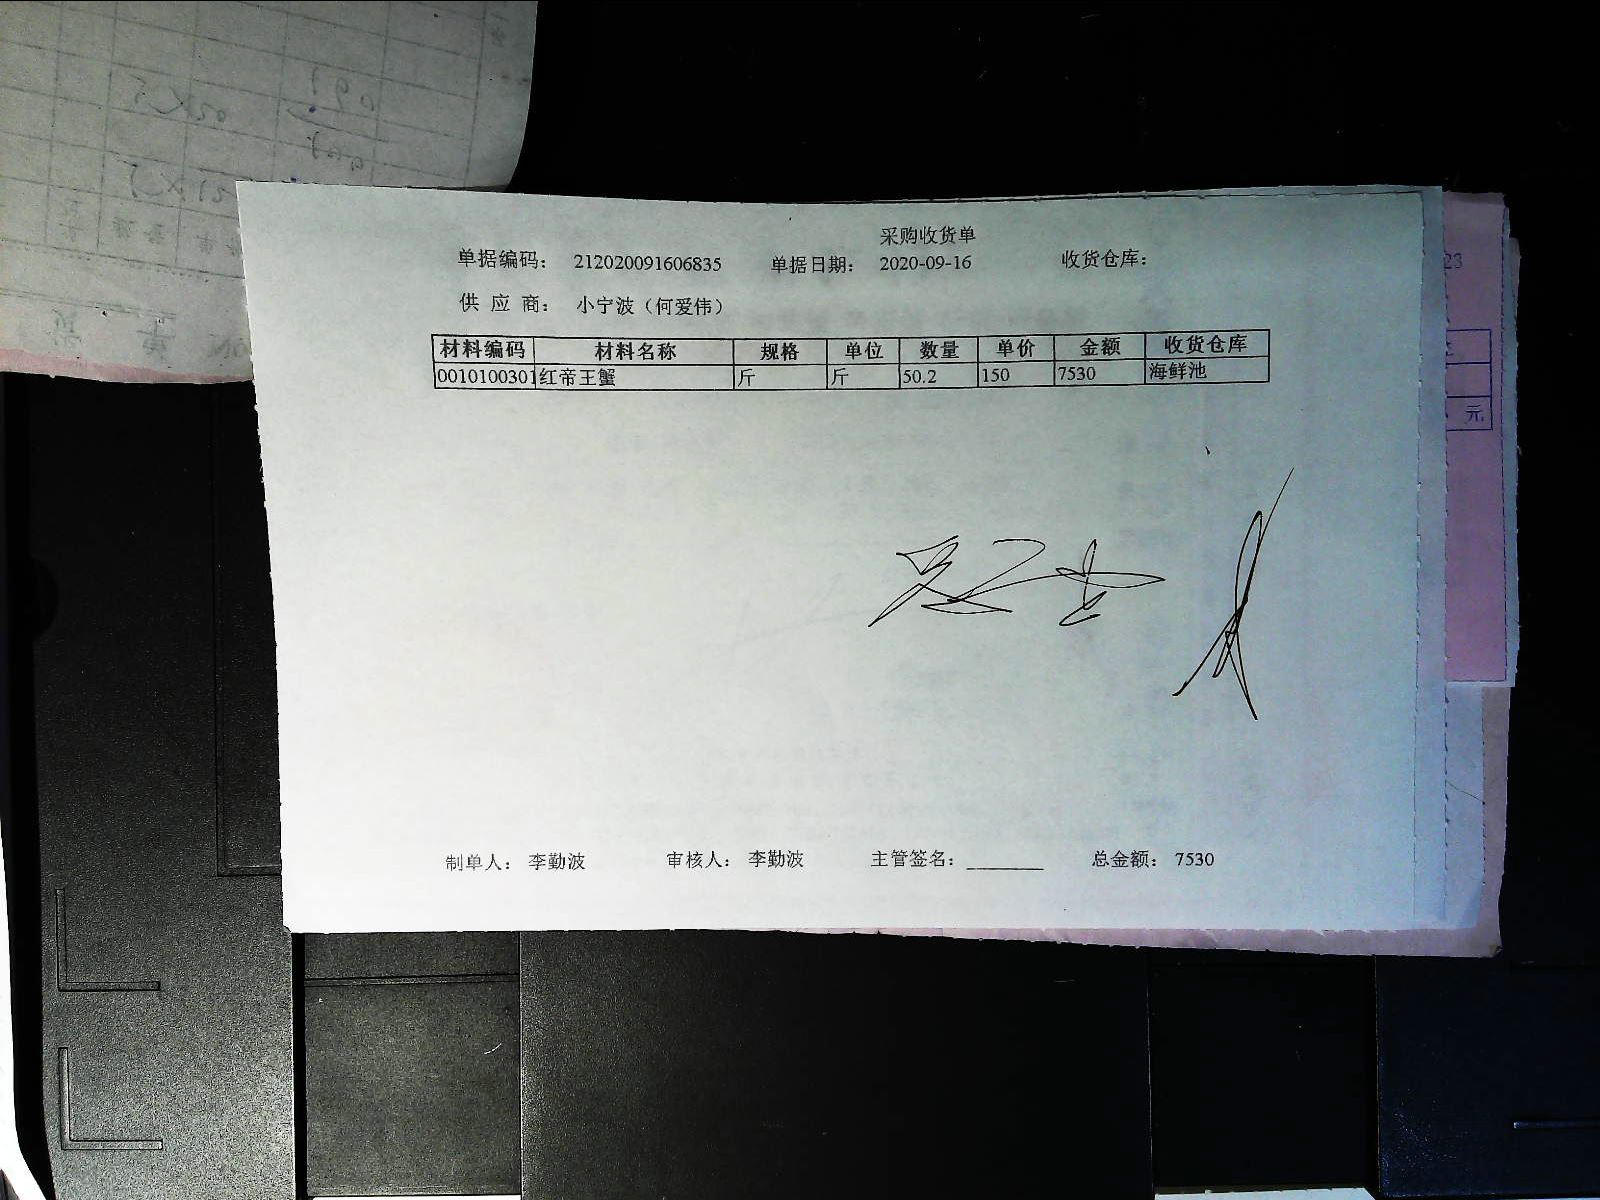 采购收货单
单据编码: 212020091606835 单据日期: 2020-09-16 收货仓库:
供 应 商: 小宁波（何爱伟）
材料编码 材料名称 规格 单位 数量 单价 金额 收货仓库
0010100301 红帝王蟹 斤 斤 50.2 150 7530 海鲜池
制单人: 李勤波 审核人: 李勤波 主管签名: 总金额: 7530
23
元